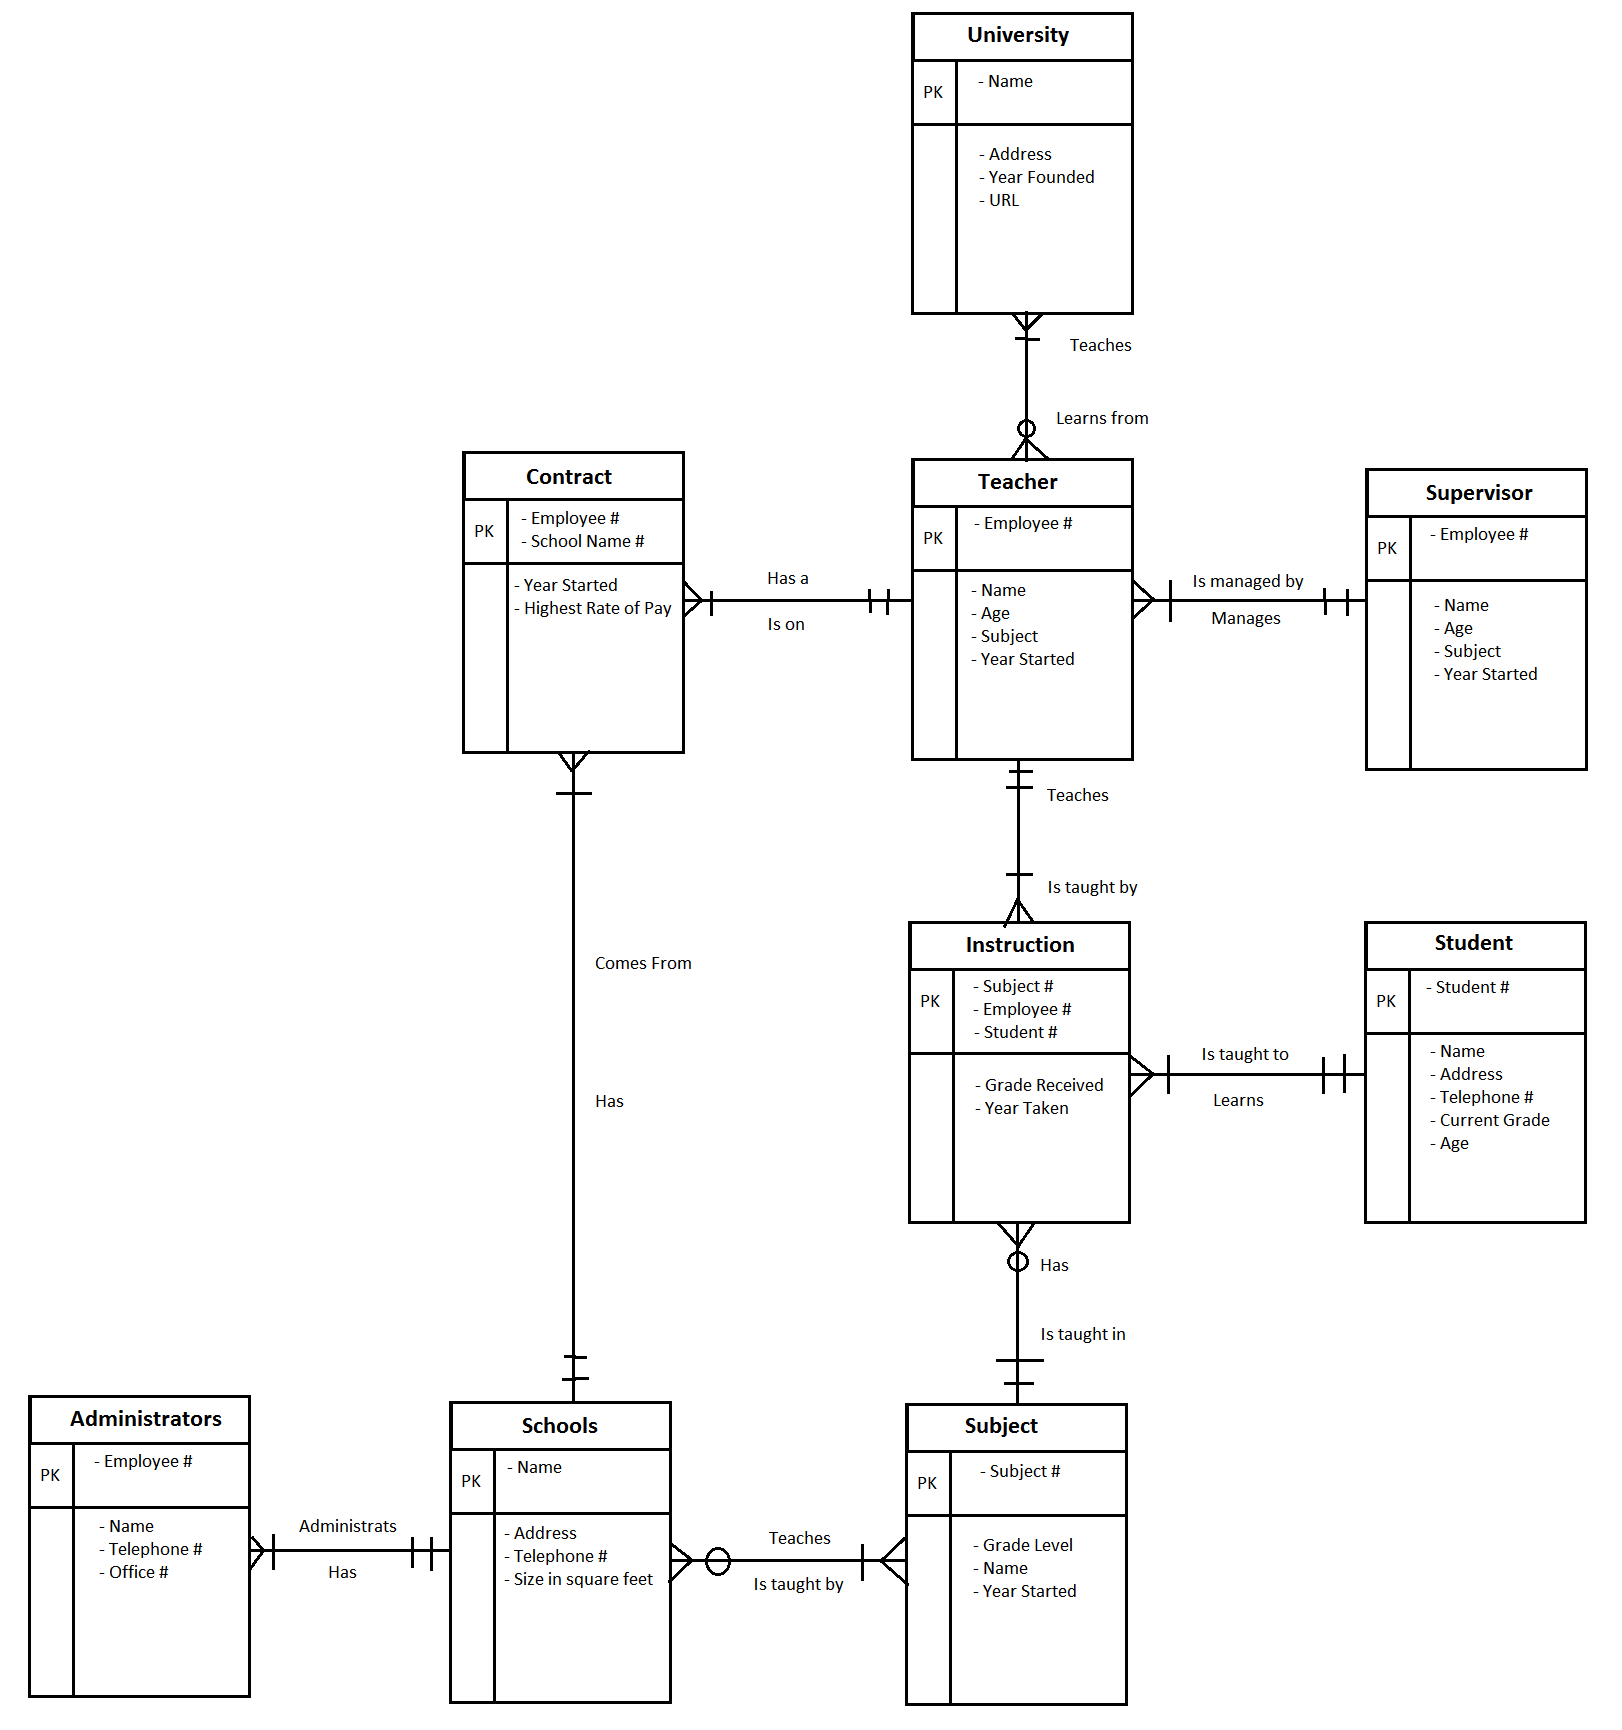 University
PK
- Name
- Address
- Year Founded
- URL
Teaches
Learns from
Contract
PK
- Employee #
- School Name #
- Year Started
- Highest Rate of Pay
Has a
Is on
Teacher
PK
- Employee #
- Name
- Age
- Subject
- Year Started
Is managed by
Manages
Supervisor
PK
- Employee #
- Name
- Age
- Subject
- Year Started
Teaches
Is taught by
Comes From
Has
Instruction
PK
- Subject #
- Employee #
- Student #
- Grade Received
- Year Taken
Is taught to
Learns
Student
PK
- Student #
- Name
- Address
- Telephone #
- Current Grade
- Age
Has
Is taught in
Administrators
PK
- Employee #
- Name
- Telephone #
- Office #
Administrats
Has
Schools
PK
- Name
- Address
- Telephone #
- Size in square feet
Teaches
Is taught by
Subject
PK
- Subject #
- Grade Level
- Name
- Year Started